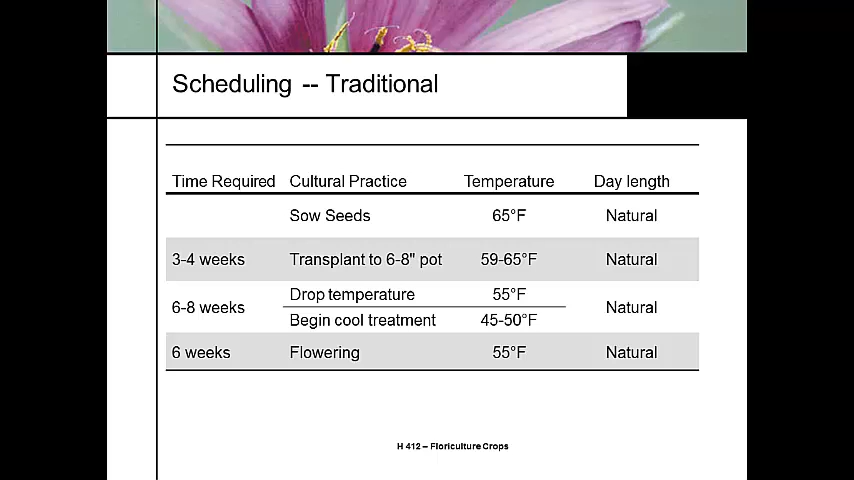 Scheduling -- Traditional
Time Required Cultural Practice Temperature Day length
Sow Seeds 65°F Natural
3-4 weeks Transplant to 6-8" pot 59-65°F Natural
6-8 weeks Drop temperature 55°F Natural
Begin cool treatment 45-50°F
6 weeks Flowering 55°F Natural
H 412 – Floriculture Crops